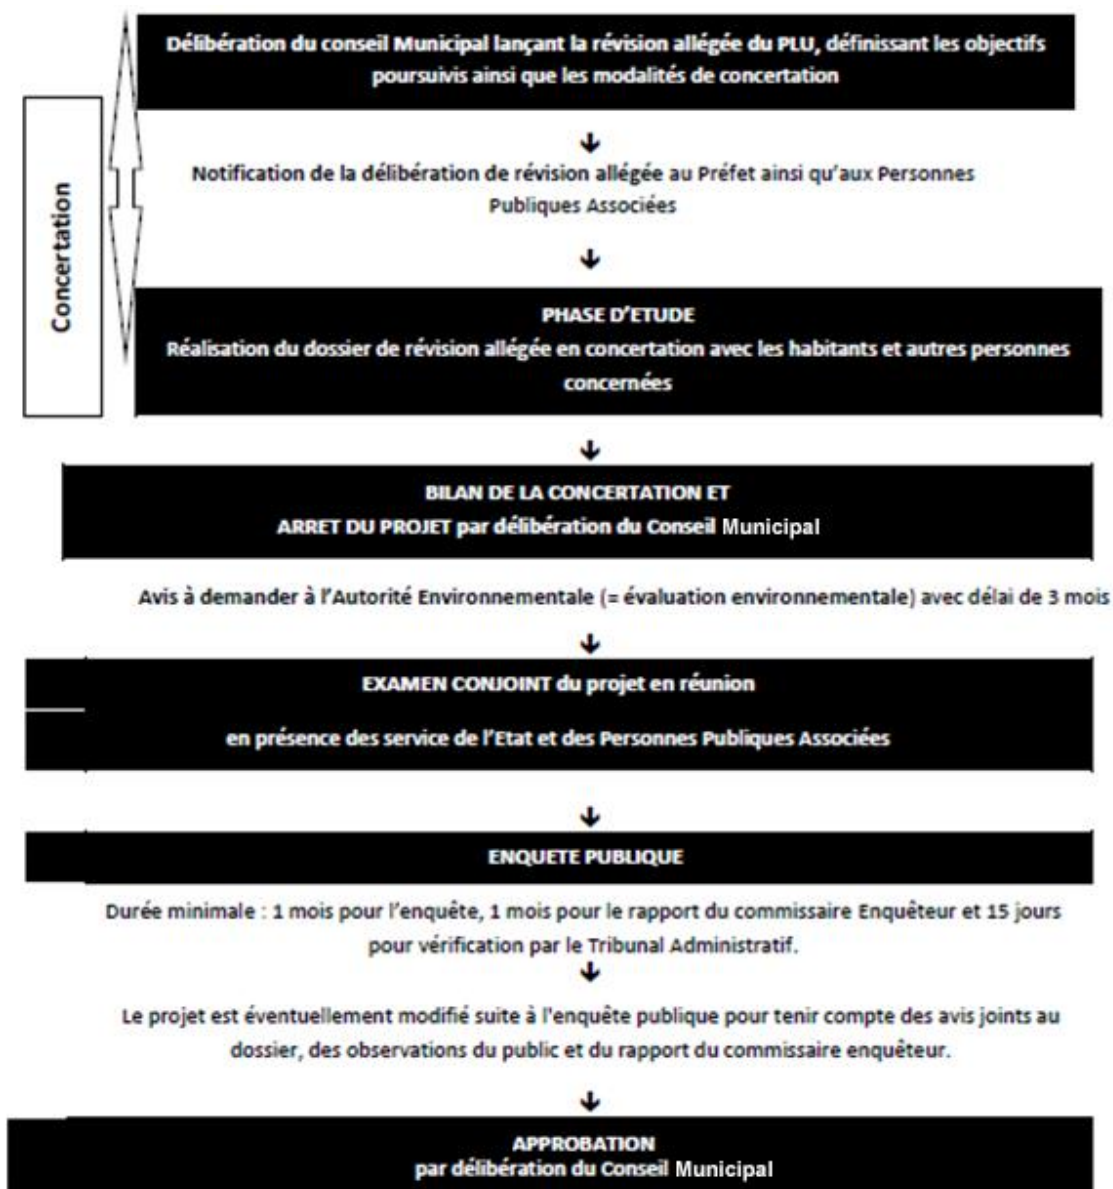 Délibération du conseil Municipal lançant la révision allégée du PLU, définissant les objectifs
poursuivis ainsi que les modalités de concertation
Concertation
Notification de la délibération de révision allégée au Préfet ainsi qu'aux Personnes
Publiques Associées
PHASE D'ETUDE
Réalisation du dossier de révision allégée en concertation avec les habitants et autres personnes
concernées
BILAN DE LA CONCERTATION ET
ARRET DU PROJET par délibération du Conseil Municipal
Avis à demander à l'Autorité Environnementale (= évaluation environnementale) avec délai de 3 mois
EXAMEN CONJOINT du projet en réunion
en présence des service de l'Etat et des Personnes Publiques Associées
ENQUETE PUBLIQUE
Durée minimale : 1 mois pour l'enquête, 1 mois pour le rapport du commissaire Enquêteur et 15 jours
pour vérification par le Tribunal Administratif.
Le projet est éventuellement modifié suite à l'enquête publique pour tenir compte des avis joints au
dossier, des observations du public et du rapport du commissaire enquêteur.
APPROBATION
par délibération du Conseil Municipal